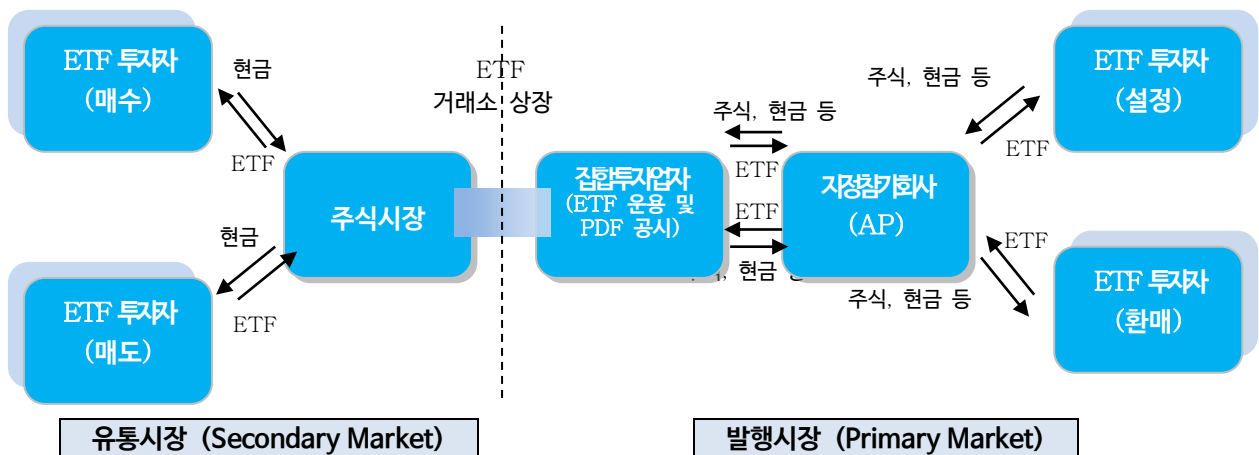 ETF 투자자
(매수)
현금
ETF
ETF 투자자
(매도)
현금
ETF
주식시장
ETF
거래소 상장
집합투자업자
(ETF 운용 및
PDF 공시)
주식, 현금 등
ETF
ETF
현금
지정참가회사
(AP)
주식, 현금 등
ETF
ETF 투자자
(설정)
ETF
주식, 현금 등
ETF 투자자
(환매)
유통시장 (Secondary Market)
발행시장 (Primary Market)